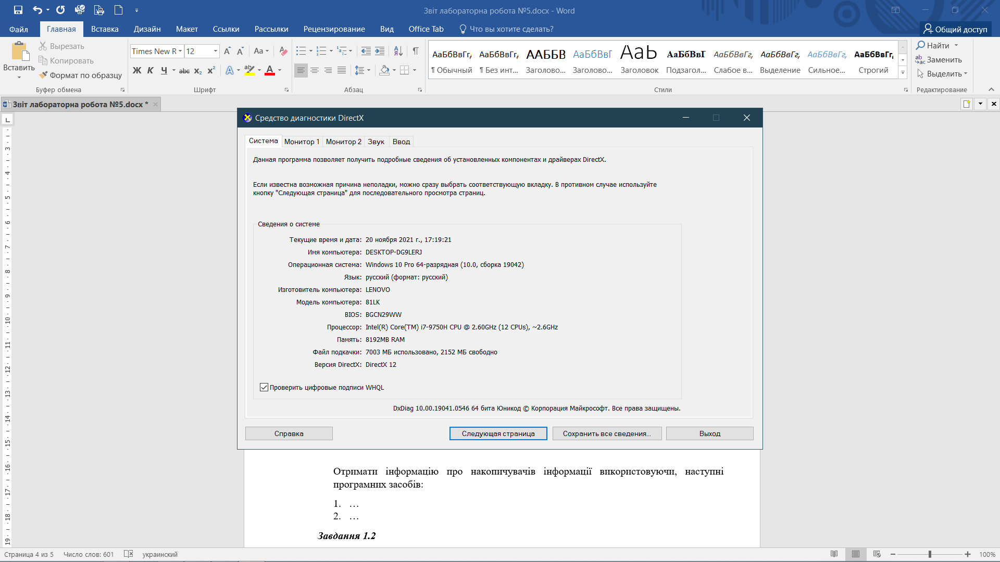 Звіт лабораторна робота №5.docx - Word
Файл Главная Вставка Дизайн Макет Ссылки Рассылки Рецензирование Вид Office Tab Что вы хотите сделать? Общий доступ
Вставить
Вырезать
Копировать
Формат по образцу
Буфер обмена
Times New R 12
Шрифт
Абзац
АаБбВвГг, АаБбВвГг, ААББВ АаБбВвГ АаЬ АаБбВвГ АаБбВвГг, АаБбВвГг, АаБбВвГг, АаБбВвГг,
¶ Обычный ¶ Без инт... Заголово... Заголово... Заголовок Подзагол... Слабое в... Выделение Сильное... Строгий
Стили
Найти
Заменить
Выделить
Редактирование
Звіт лабораторна робота №5.docx *
Средство диагностики DirectX
Система Монитор 1 Монитор 2 Звук Ввод
Данная программа позволяет получить подробные сведения об установленных компонентах и драйверах DirectX.
Если известна возможная причина неполадки, можно сразу выбрать соответствующую вкладку. В противном случае используйте
кнопку "Следующая страница" для последовательного просмотра страниц.
Сведения о системе
Текущие время и дата: 20 ноября 2021 г., 17:19:21
Имя компьютера: DESKTOP-DG9LERJ
Операционная система: Windows 10 Pro 64-разрядная (10.0, сборка 19042)
Язык: русский (формат: русский)
Изготовитель компьютера: LENOVO
Модель компьютера: 81LK
BIOS: BGCN29WW
Процессор: Intel(R) Core(TM) i7-9750H CPU @ 2.60GHz (12 CPUs), ~2.6GHz
Память: 8192MB RAM
Файл подкачки: 7003 МБ использовано, 2152 МБ свободно
Версия DirectX: DirectX 12
Проверить цифровые подписи WHQL
DxDiag 10.00.19041.0546 64 бита Юникод © Корпорация Майкрософт. Все права защищены.
Справка Следующая страница Сохранить все сведения... Выход
Отримати інформацію про накопичувачів інформації використовуючи, наступні
програмних засобів:
1. …
2. …
Завдання 1.2
Страница 4 из 5 Число слов: 601 украинский 100%